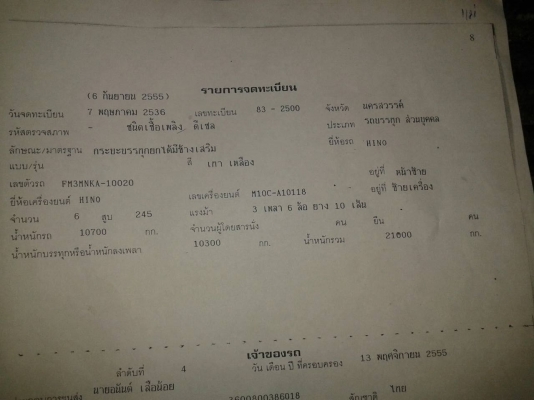 8
รายการจดทะเบียน
(6 กันยายน 2555)
วันจดทะเบียน 7 พฤษภาคม 2536 เลขทะเบียน 83 - 2500 จังหวัด นครสวรรค์
รหัสตรวจสภาพ - ชนิดเชื้อเพลิง ดีเซล ประเภท รถบรรทุก ส่วนบุคคล
ลักษณะ/มาตรฐาน กระบะบรรทุกยกได้มีข้างเสริม ยี่ห้อรถ HINO
แบบ/รุ่น สี เทา เหลือง
เลขตัวรถ FM3MNKA-10020 อยู่ที่ หน้าซ้าย
ยี่ห้อเครื่องยนต์ HINO เลขเครื่องยนต์ M10C-A10118 อยู่ที่ ซ้ายเครื่อง
จำนวน 6 สูบ 245 แรงม้า 3 เพลา 6 ล้อ ยาง 10 เส้น
น้ำหนักรถ 10700 กก. จำนวนผู้โดยสารนั่ง คน ยืน - คน
น้ำหนักบรรทุกหรือน้ำหนักลงเพลา 10300 กก. น้ำหนักรวม 21000 กก.
เจ้าของรถ
ลำดับที่ 4 วัน เดือน ปี ที่ครอบครอง 13 พฤศจิกายน 2555
เสือน้อย
3600800386018 สัญชาติ ไทย